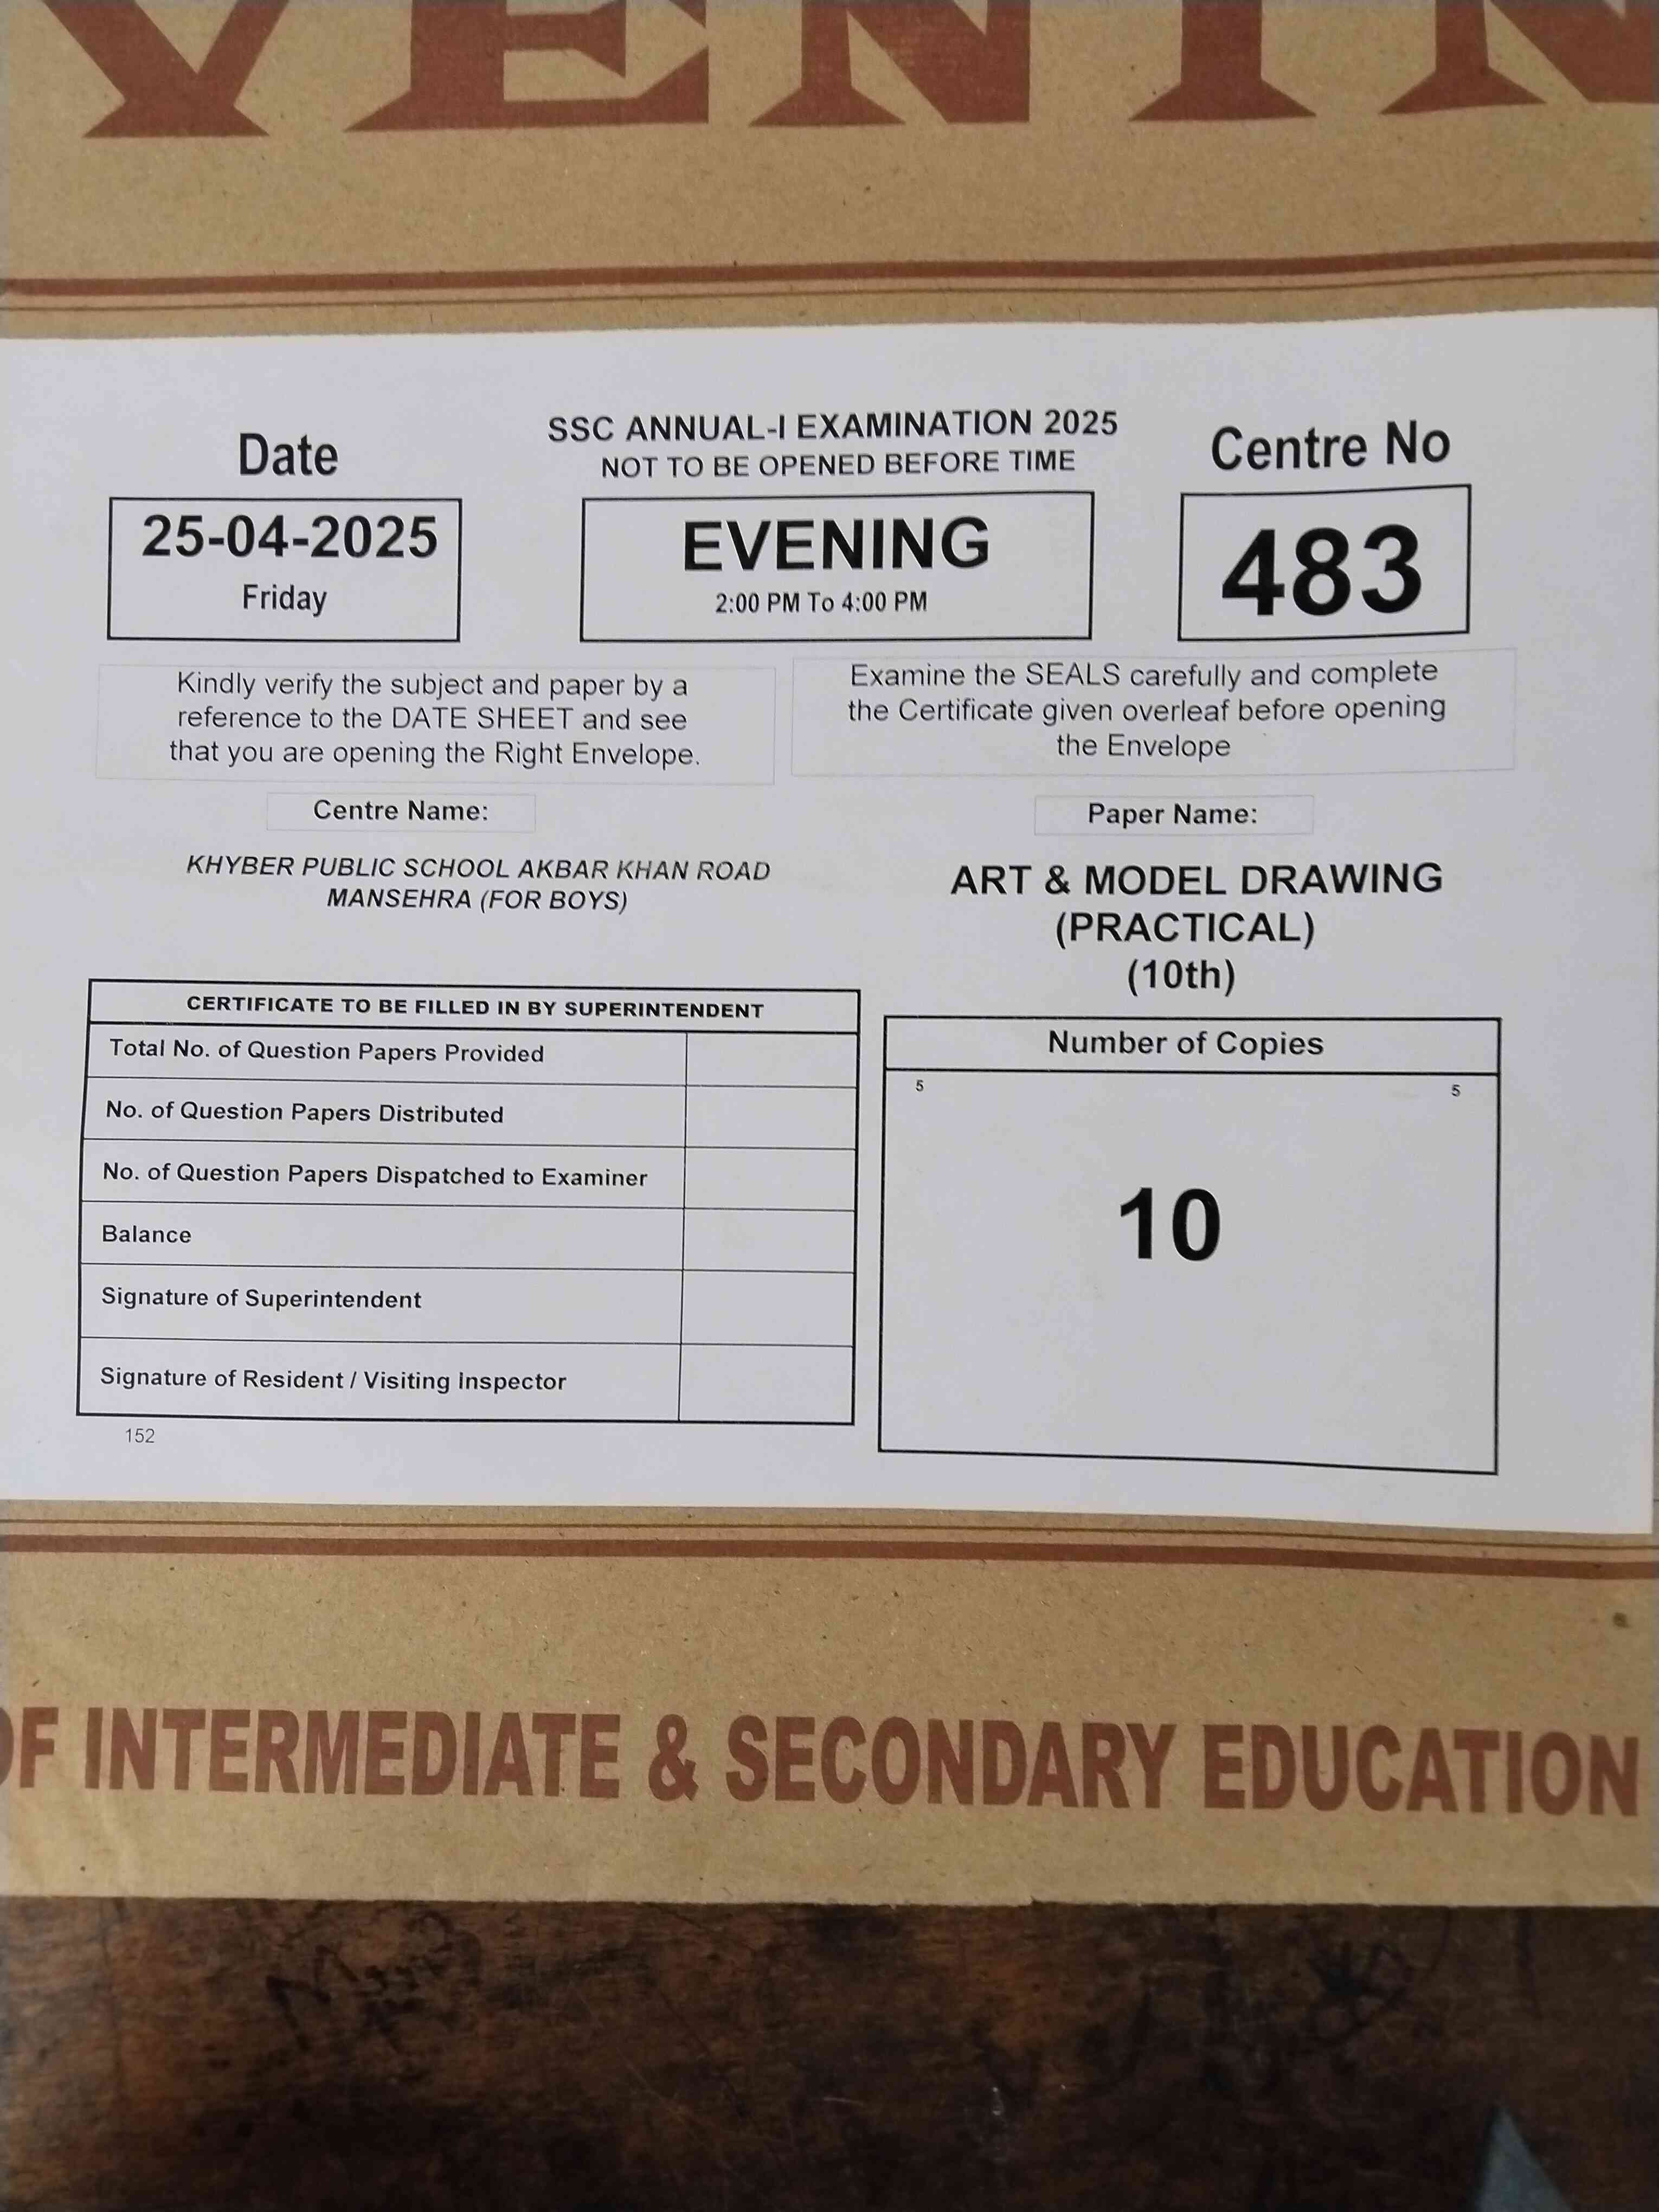 VENIN
SSC ANNUAL-I EXAMINATION 2025
NOT TO BE OPENED BEFORE TIME
Date
25-04-2025
Friday
EVENING
2:00 PM To 4:00 PM
Centre No
483
Kindly verify the subject and paper by a
reference to the DATE SHEET and see
that you are opening the Right Envelope.
Examine the SEALS carefully and complete
the Certificate given overleaf before opening
the Envelope
Centre Name:
KHYBER PUBLIC SCHOOL AKBAR KHAN ROAD
MANSEHRA (FOR BOYS)
Paper Name:
ART & MODEL DRAWING
(PRACTICAL)
(10th)
CERTIFICATE TO BE FILLED IN BY SUPERINTENDENT
Total No. of Question Papers Provided
No. of Question Papers Distributed
No. of Question Papers Dispatched to Examiner
Balance
Signature of Superintendent
Signature of Resident / Visiting Inspector
152
Number of Copies
5 5
10
OF INTERMEDIATE & SECONDARY EDUCATION